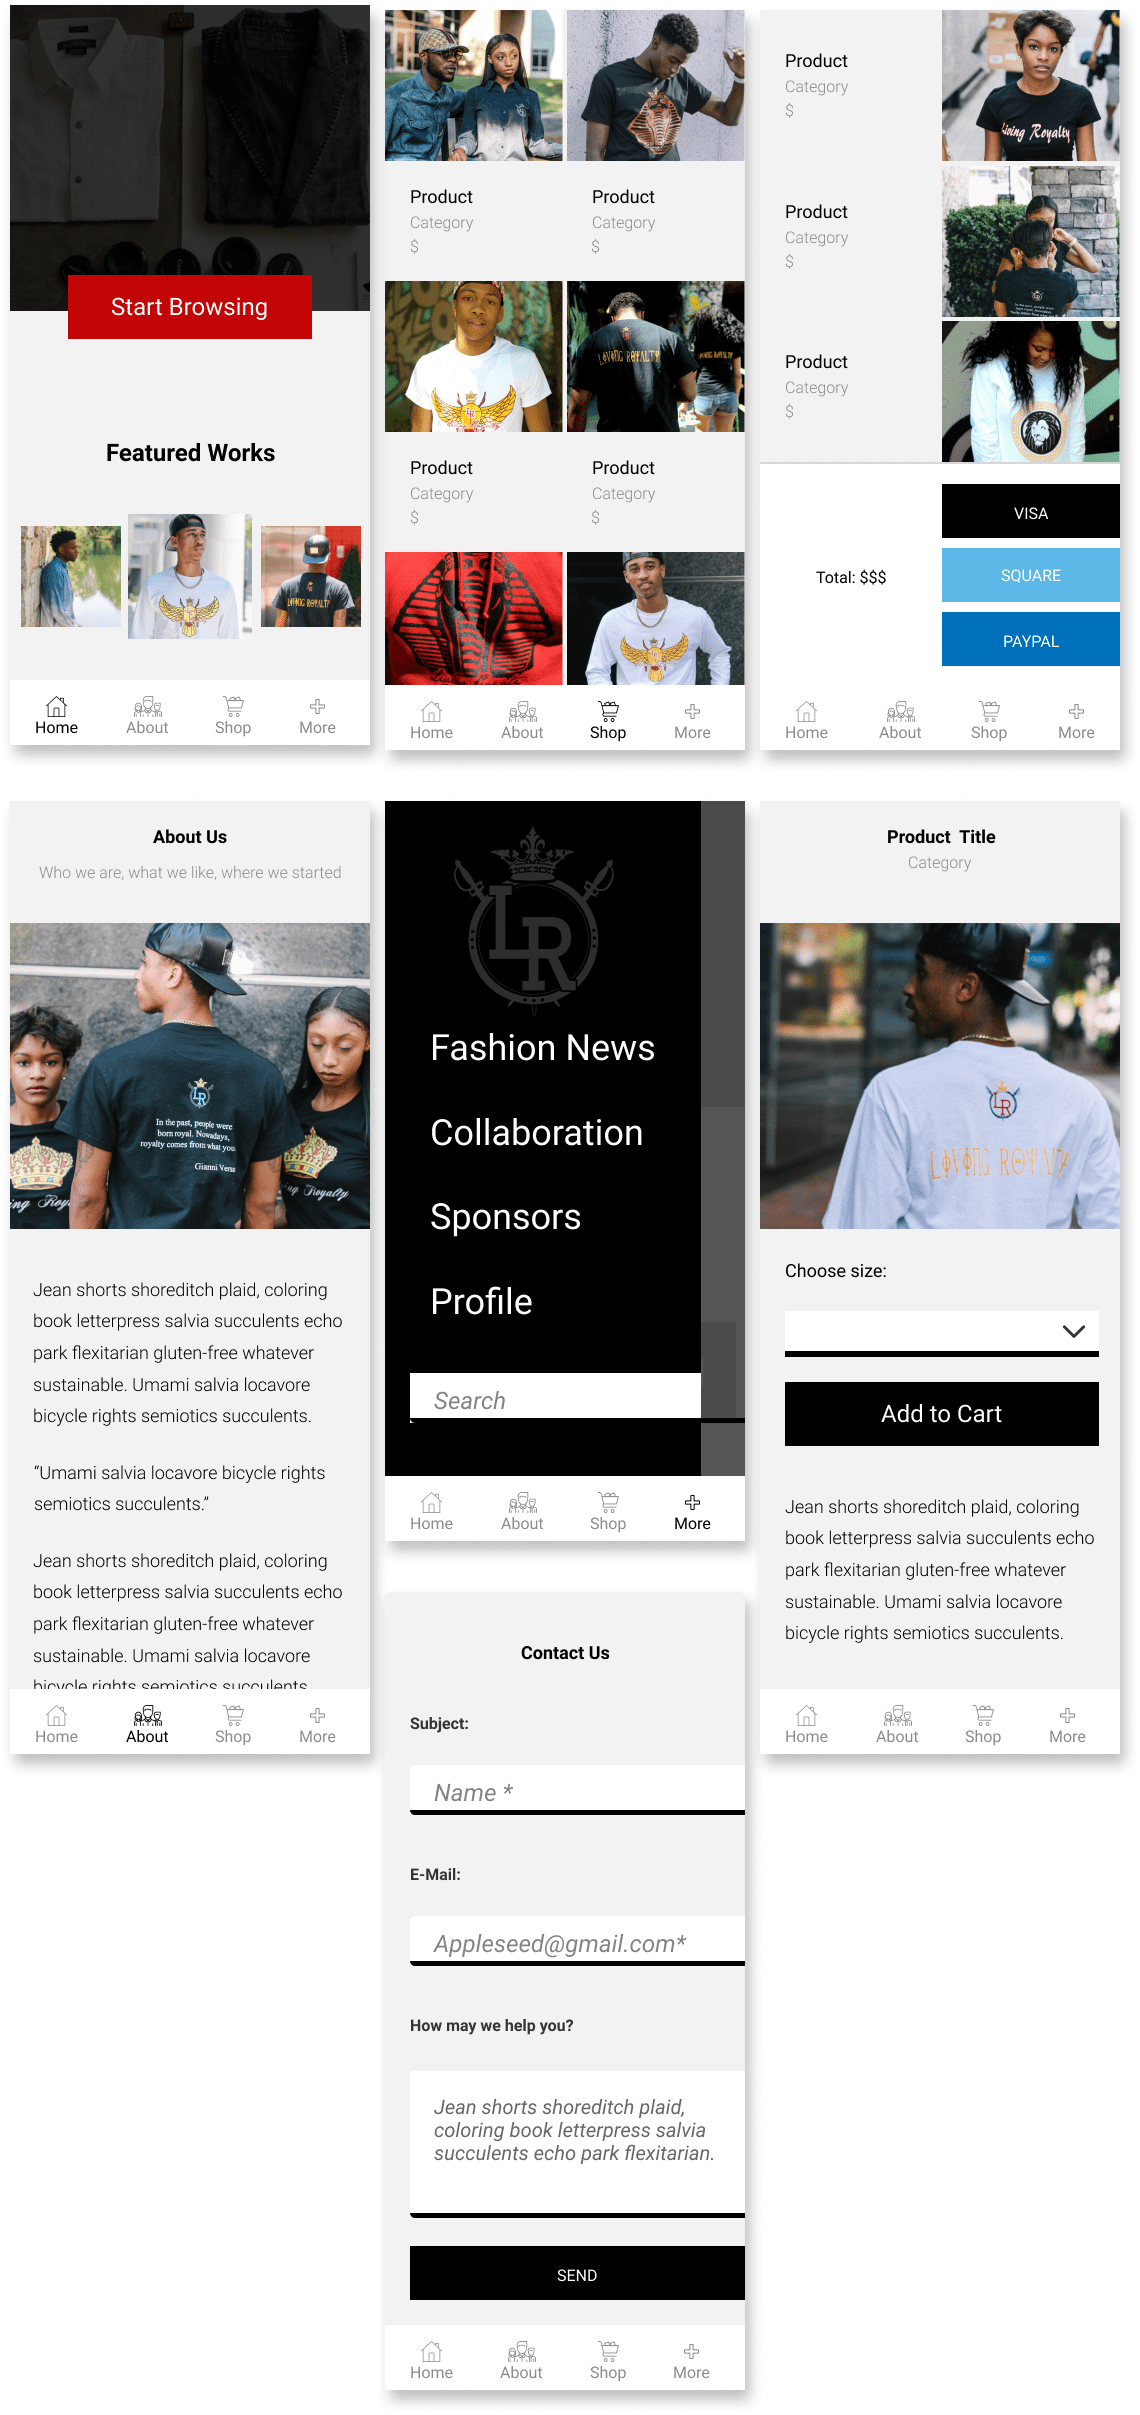 Start Browsing
Featured Works
LIVING ROYALTY
Home
About
Shop
More
Product
Category
$
Product
Category
$
LR
LIVING ROYALTY
Product
Category
$
Product
Category
$
Home
About
Shop
More
Product
Category
$
Living Royalty
Product
Category
$
Product
Category
$
Total: $$$
VISA
SQUARE
PAYPAL
Home
About
Shop
More
About Us
Who we are, what we like, where we started
LR
In the past, people were
born royal. Nowadays,
royalty comes from what you
Gianni Versa
ng Roy
ng Royalty
Jean shorts shoreditch plaid, coloring
book letterpress salvia succulents echo
park flexitarian gluten-free whatever
sustainable. Umami salvia locavore
bicycle rights semiotics succulents.
“Umami salvia locavore bicycle rights
semiotics succulents.”
Jean shorts shoreditch plaid, coloring
book letterpress salvia succulents echo
park flexitarian gluten-free whatever
sustainable. Umami salvia locavore
bicycle rights semiotics succulents
Home
About
Shop
More
LR
Fashion News
Collaboration
Sponsors
Profile
Search
Home
About
Shop
More
Product  Title
Category
LR
LIVING ROYALTY
Choose size:
Add to Cart
Jean shorts shoreditch plaid, coloring
book letterpress salvia succulents echo
park flexitarian gluten-free whatever
sustainable. Umami salvia locavore
bicycle rights semiotics succulents.
Home
About
Shop
More
Contact Us
Subject:
Name *
E-Mail:
Appleseed@gmail.com*
How may we help you?
Jean shorts shoreditch plaid,
coloring book letterpress salvia
succulents echo park flexitarian.
SEND
Home
About
Shop
More